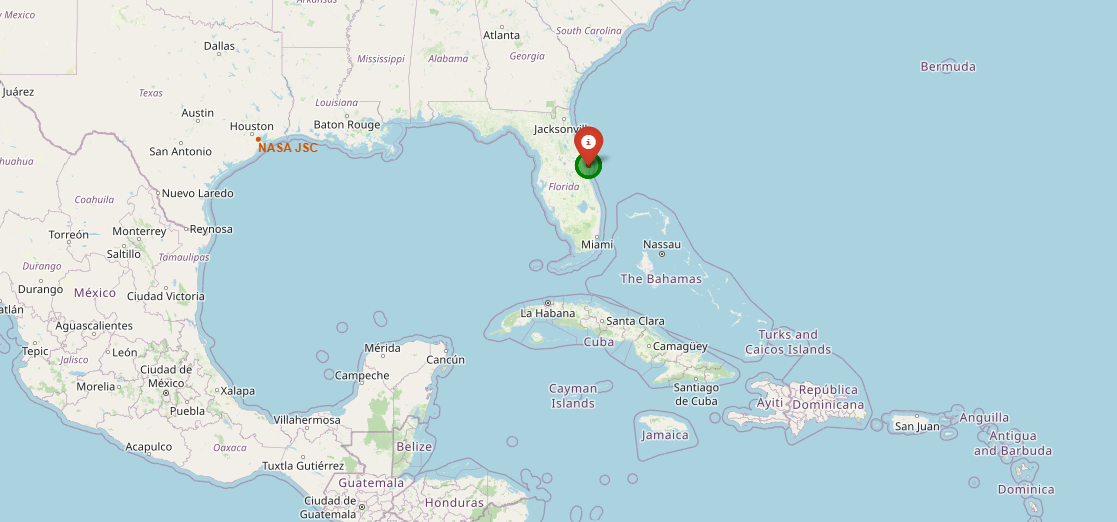 Mexico
Arkansas
Dallas
Atlanta
South Carolina
Mississippi
Alabama
Georgia
Bermuda
Juárez
Texas
Louisiana
Austin
Houston
Baton Rouge
Jacksonvill
NASA JSC
San Antonio
huahua
Florida
Nuevo Laredo
Coahuila
Reynosa
Torreón
Monterrey
Saltillo
Miami
Nassau
Tamaulipas
Durango
The Bahamas
Durango
México
Ciudad Victoria
atlán
La Habana
Santa Clara
Aguascalientes
Cuba
Camagüey
Turks and
Caicos Islands
Tepic
León
Jalisco
Mérida
Cancún
Ciudad de
México
Campeche
Morelia
Xalapa
Santiago
de Cuba
Cayman
Islands
Ayiti
República
Dominicana
Puebla
Villahermosa
Jamaica
San Juan
Anguilla
Acapulco
Oaxaca
Belize
Antigua
and Barbuda
Tuxtla Gutiérrez
Guatemala
Dominica
Ciudad de
Guatemala
Honduras